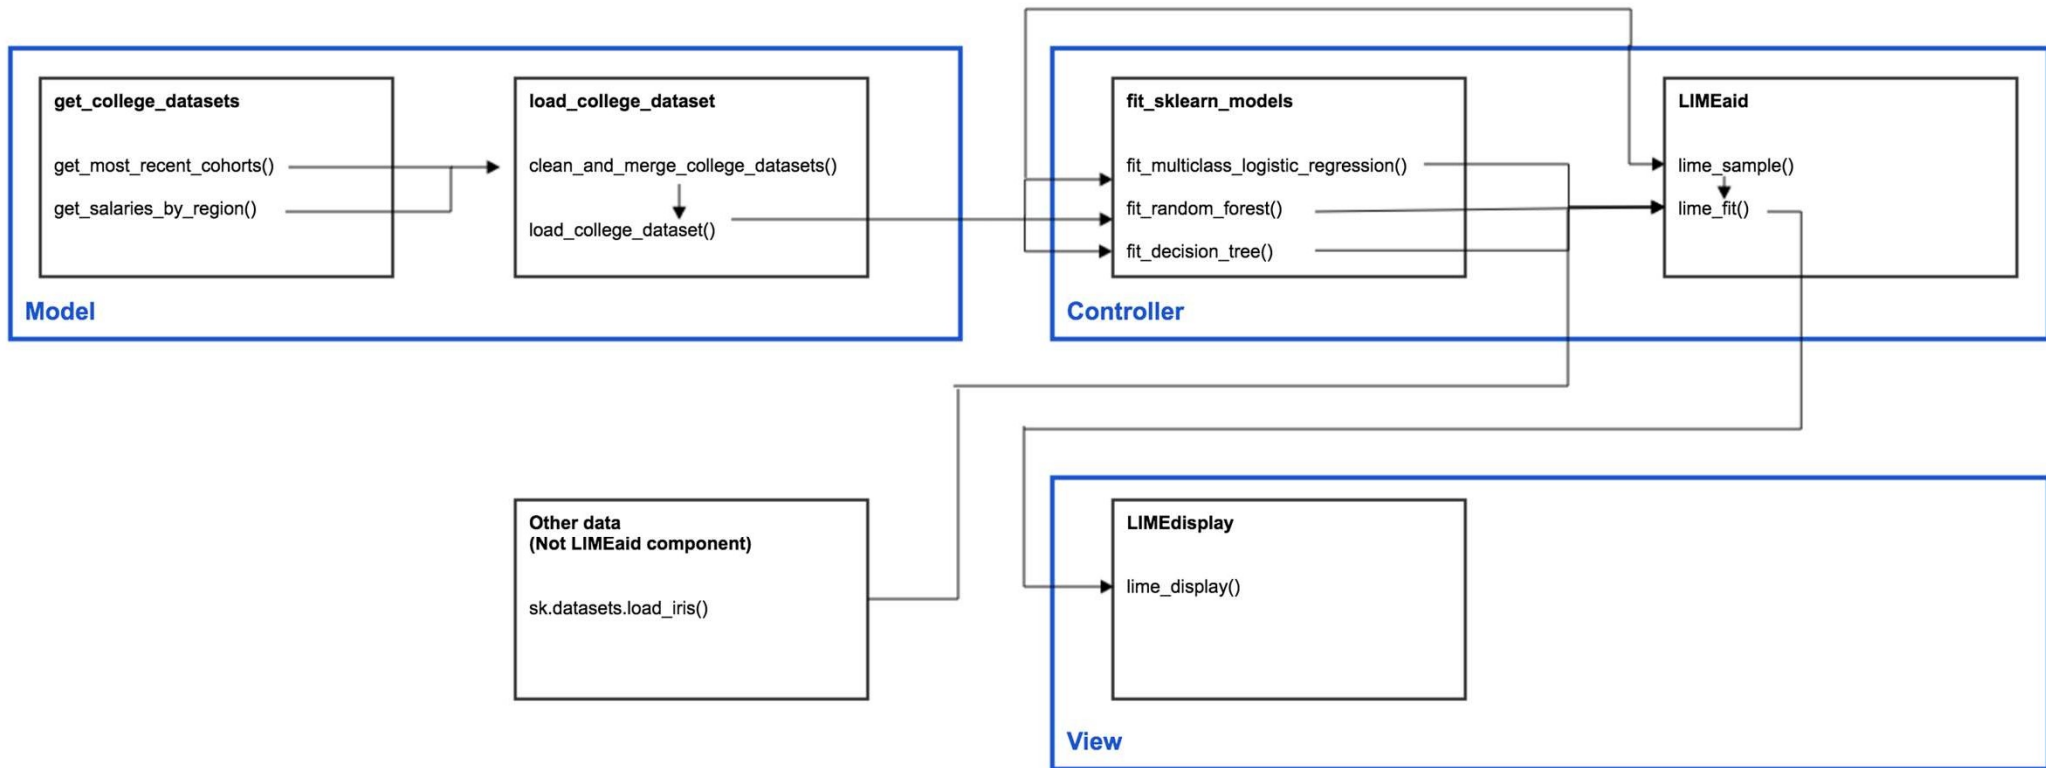 get_college_datasets
get_most_recent_cohorts()
get_salaries_by_region()
load_college_dataset
clean_and_merge_college_datasets()
load_college_dataset()
Model
fit_sklearn_models
fit_multiclass_logistic_regression()
fit_random_forest()
fit_decision_tree()
LIMEaid
lime_sample()
lime_fit()
Controller
Other data
(Not LIMEaid component)
sk.datasets.load_iris()
LIMEdisplay
lime_display()
View